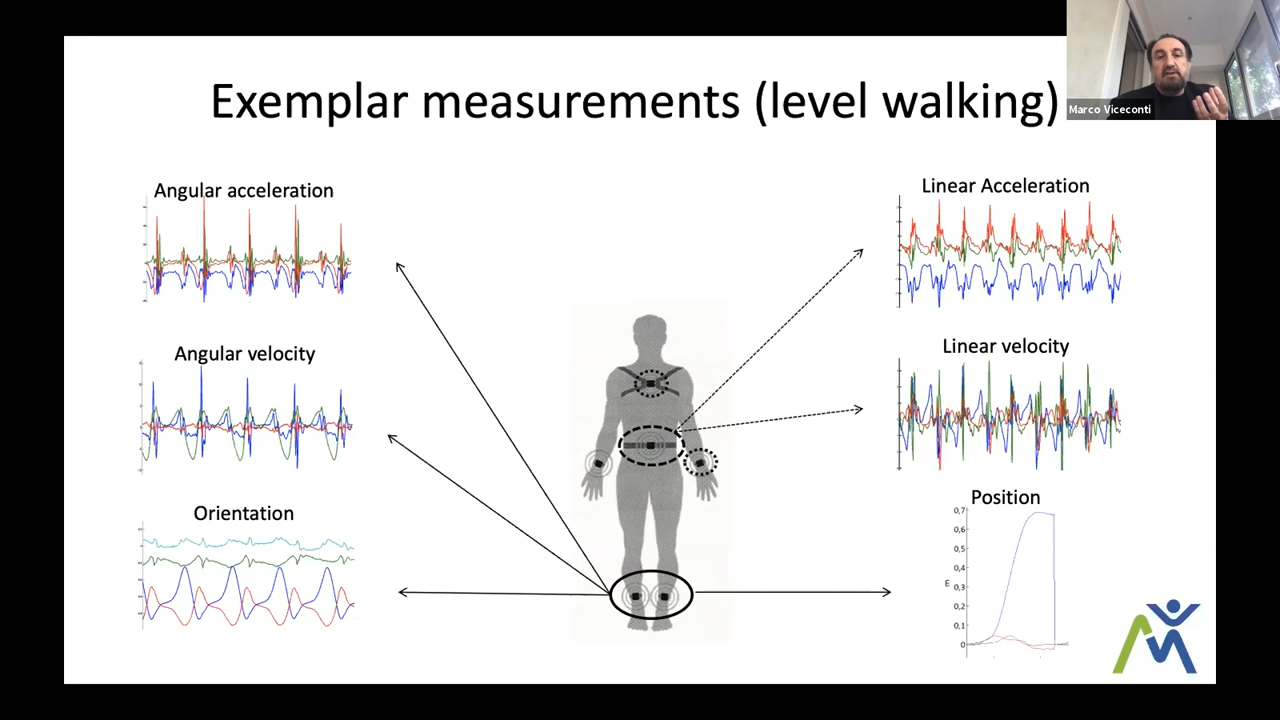 Exemplar measurements (level walking)
Marco Viceconti
Angular acceleration
Linear Acceleration
Angular velocity
Linear velocity
Orientation
Position
0,7
0,6
0,5
0,4
E
0,3
0,2
0,1
0